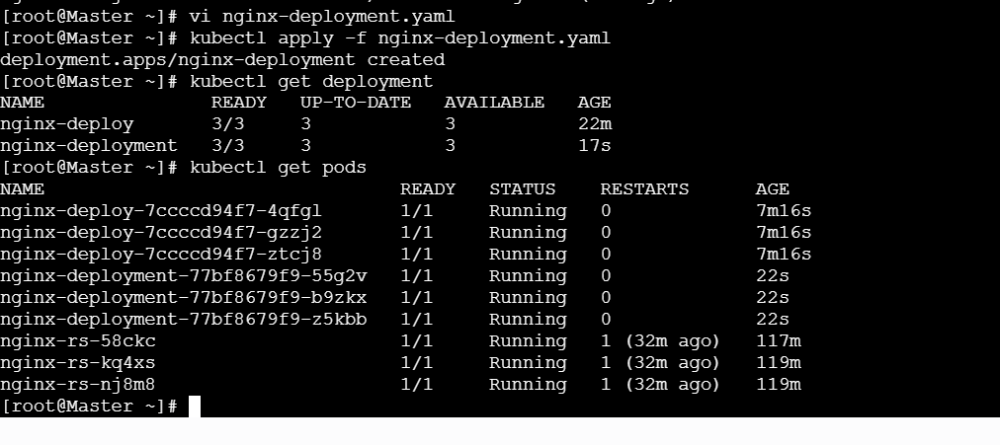 [root@Master ~]# vi nginx-deployment.yaml
[root@Master ~]# kubectl apply -f nginx-deployment.yaml
deployment.apps/nginx-deployment created
[root@Master ~]# kubectl get deployment
NAME READY UP-TO-DATE AVAILABLE AGE
nginx-deploy 3/3 3 3 22m
nginx-deployment 3/3 3 3 17s
[root@Master ~]# kubectl get pods
NAME READY STATUS RESTARTS AGE
nginx-deploy-7ccccd94f7-4qfgl 1/1 Running 0 7m16s
nginx-deploy-7ccccd94f7-gzzj2 1/1 Running 0 7m16s
nginx-deploy-7ccccd94f7-ztcj8 1/1 Running 0 7m16s
nginx-deployment-77bf8679f9-55g2v 1/1 Running 0 22s
nginx-deployment-77bf8679f9-b9zkx 1/1 Running 0 22s
nginx-deployment-77bf8679f9-z5kbb 1/1 Running 0 22s
nginx-rs-58ckc 1/1 Running 1 (32m ago) 117m
nginx-rs-kq4xs 1/1 Running 1 (32m ago) 119m
nginx-rs-nj8m8 1/1 Running 1 (32m ago) 119m
[root@Master ~]#